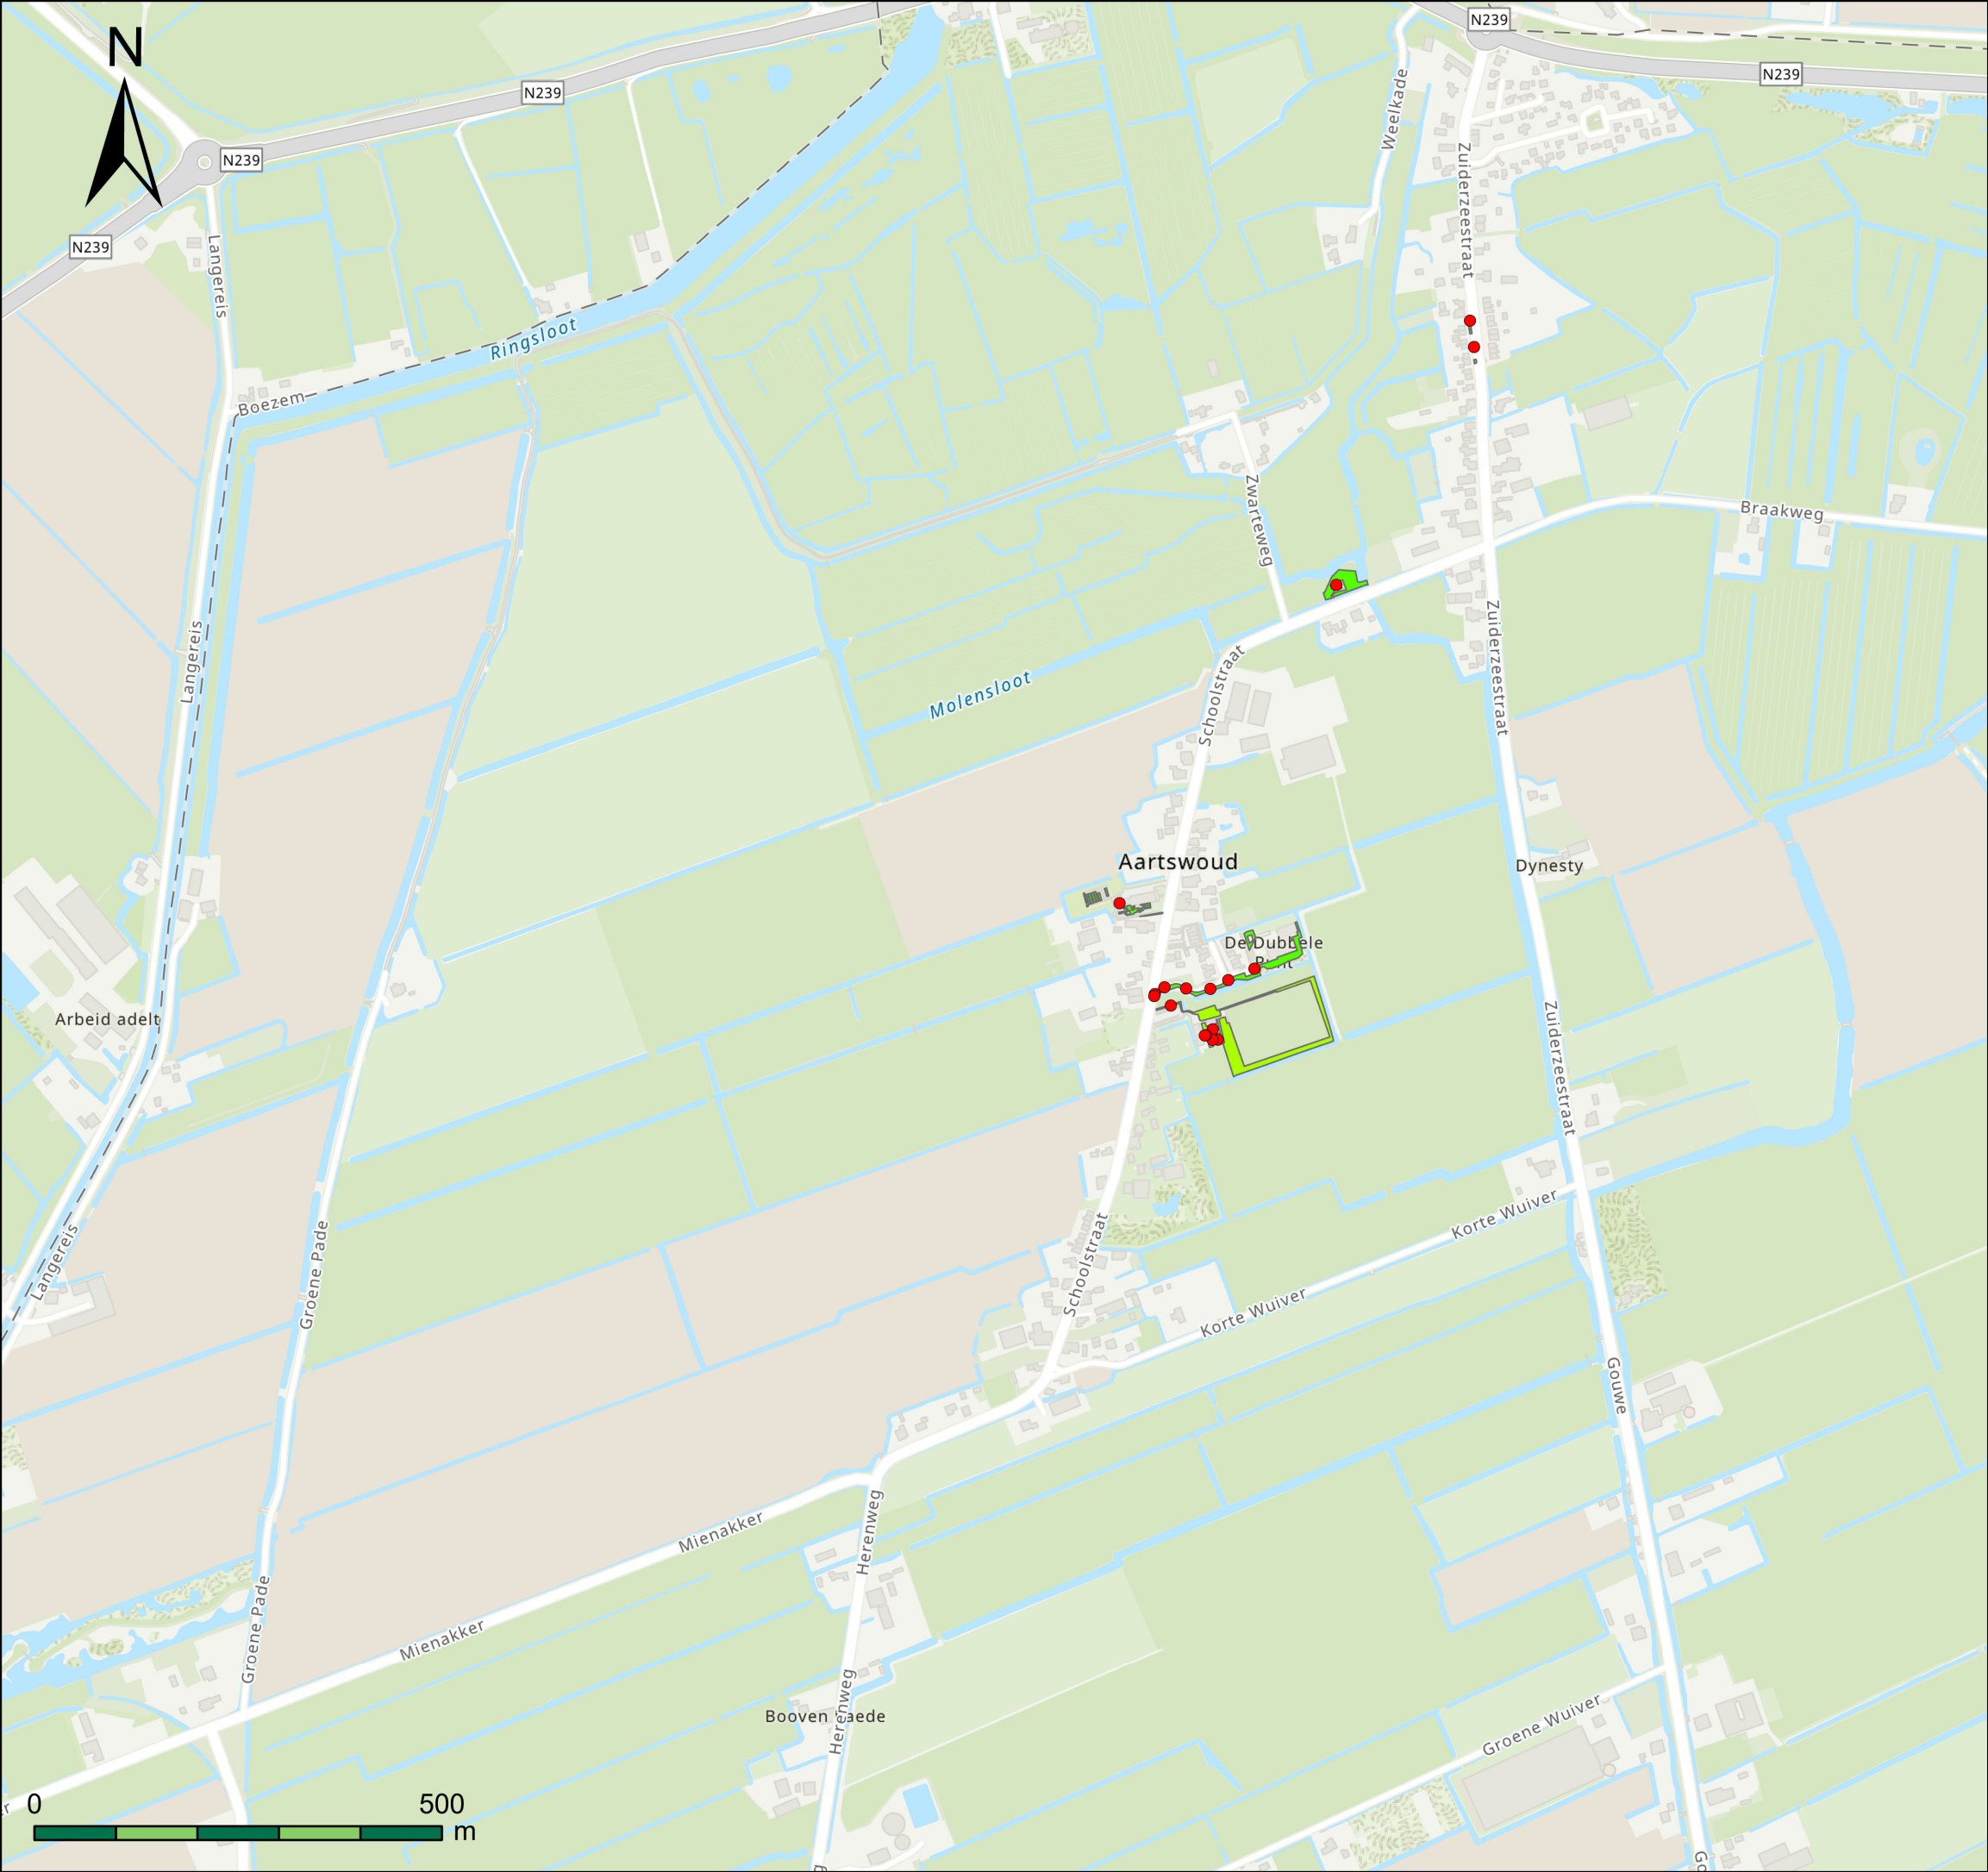 N239
N
N239
N239
Weelkade
N239
Zuiderzeestraat
N239
Langereis
Ringsloot
Boezem
Zwarteweg
Braakweg
Langereis
Zuiderzeestraat
Schoolstraat
Molensloot
Aartswoud
Dynesty
De Dubbele
Arbeid adelt
Zuiderzeestraat
Korte Wuiver
Langereis
Groene Pade
Schoolstraat
Korte Wuiver
Gouwe
Herenweg
Mienakker
Groene Pade
Mienakker
Herenweg
Booven
Groene Wuiver
0
500
m